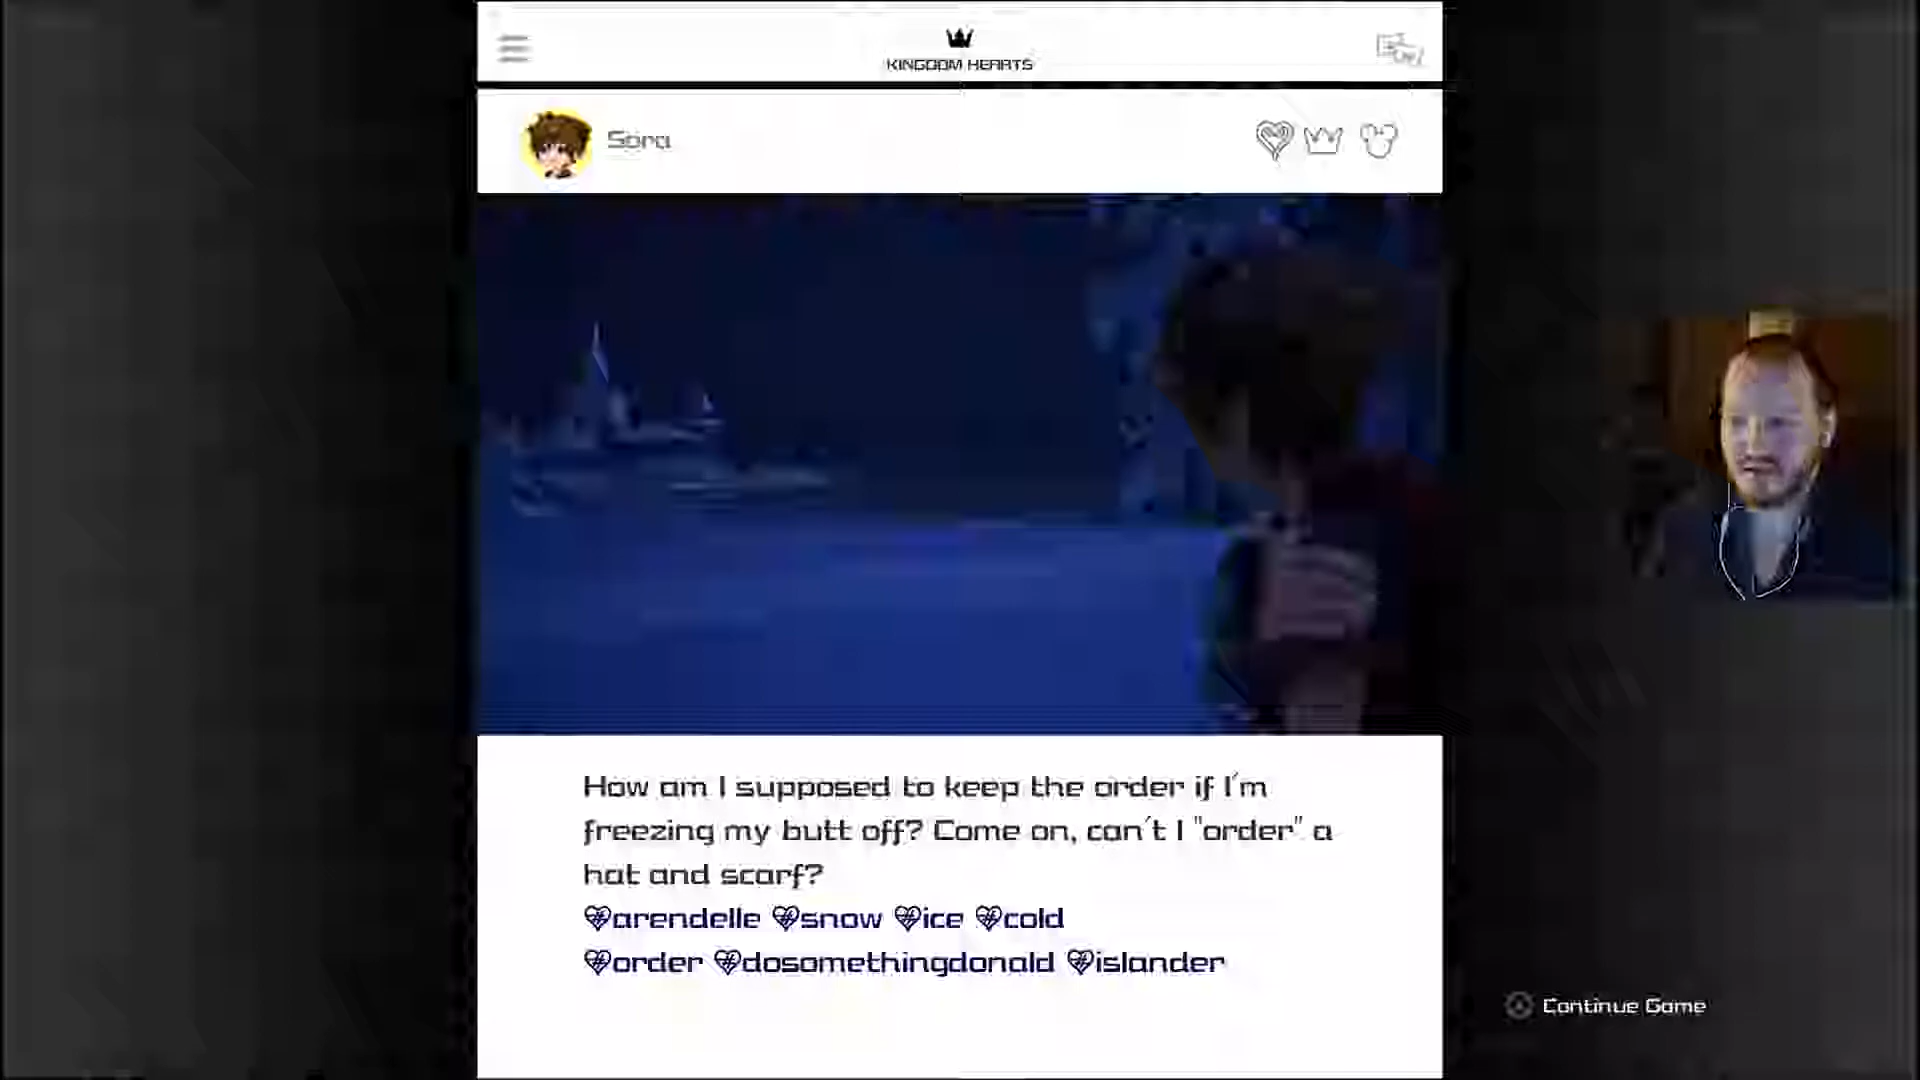 KINGDOM HEARTS
Sora
How am I supposed to keep the order if I'm
freezing my butt off? Come on, can't I "order" a
hat and scarf?
#arendelle #snow #ice #cold
#order #dosomethingdonald #islander
Continue Game